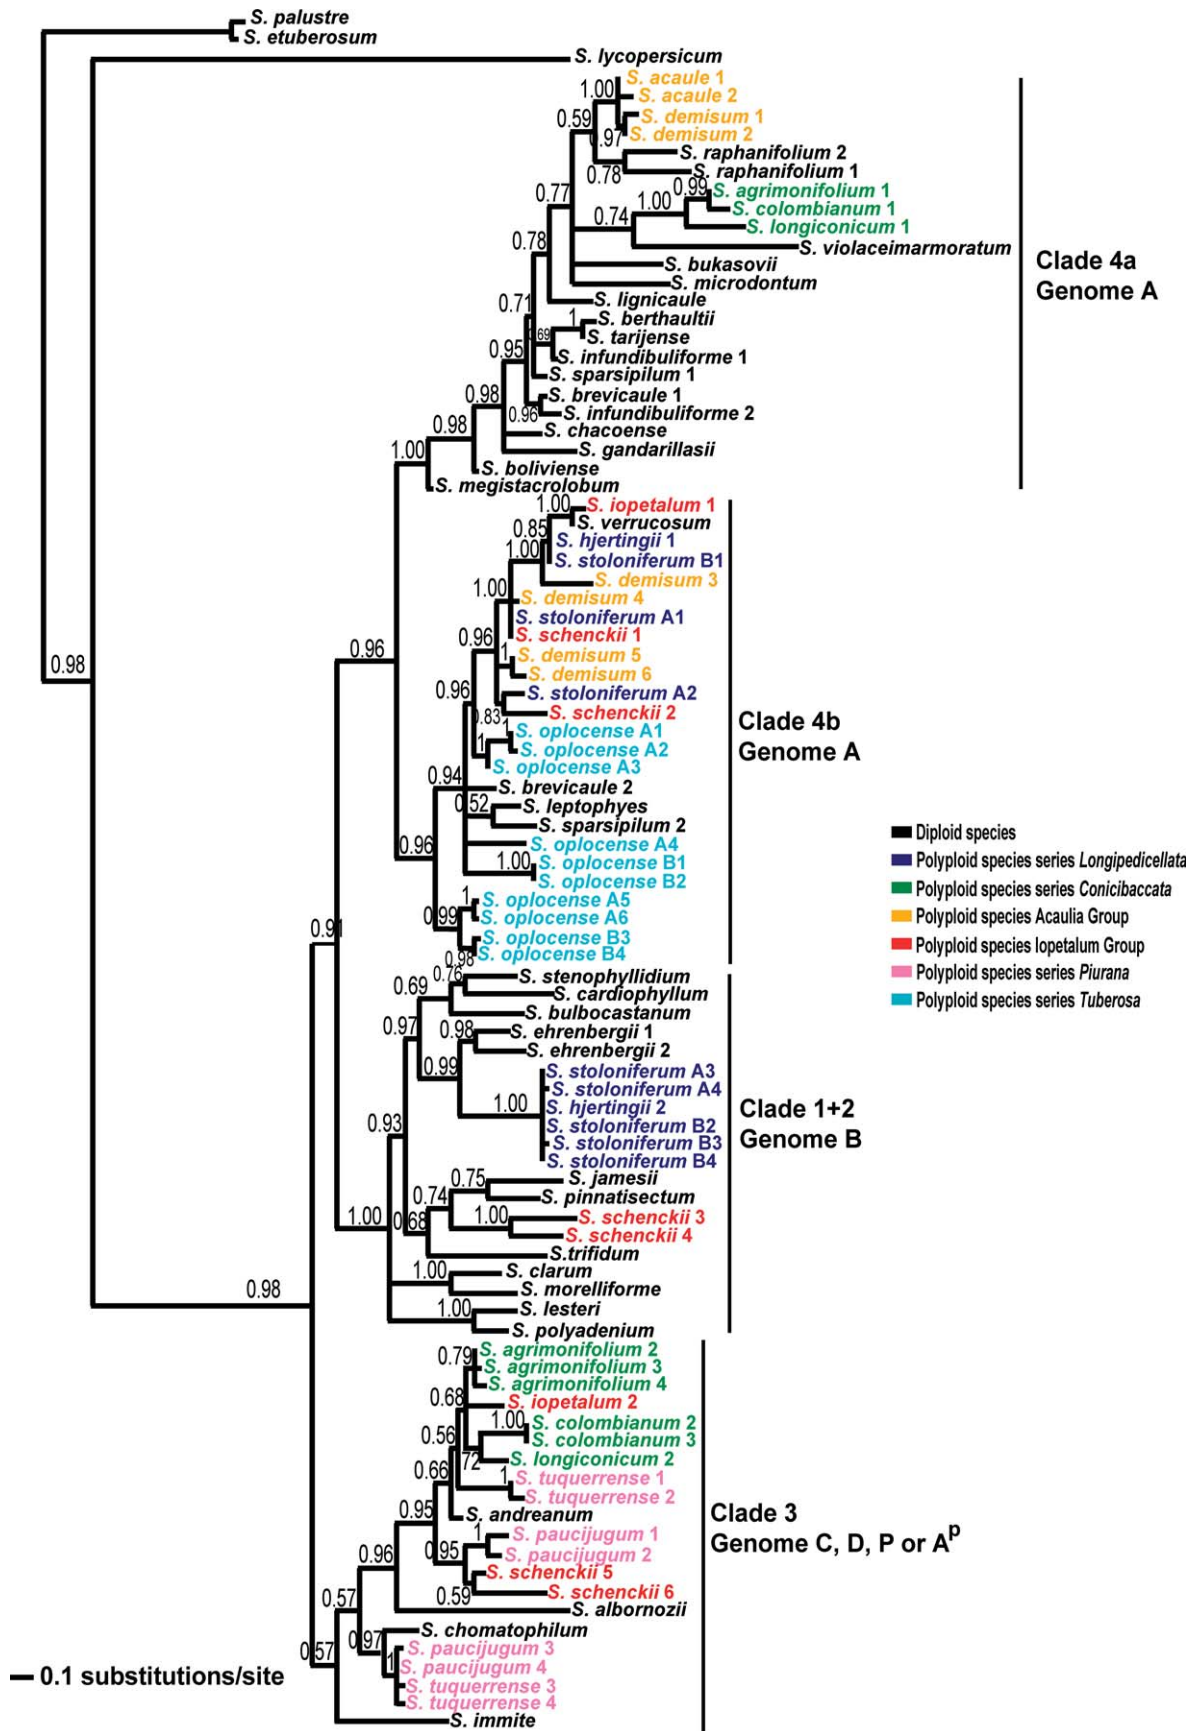 S. palustre
S. etuberosum
S. lycopersicum
S. acaule 1
1.00
S. acaule 2
S. demisum 1
0.59
S. demisum 2
0.97
S. raphanifolium 2
S. raphanifolium 1
0.78
0.99
S. agrimonifolium 1
0.77
1.00
S. colombianum 1
0.74
S. longiconicum 1
0.78
S. violaceimarmoratum
S. bukasovii
Clade 4a
Genome A
S. microdontum
0.71
S. lignicaule
1
S. berthaultii
0.69
S. tarijense
0.95
S. infundibuliforme 1
S. sparsipilum 1
0.98
S. brevicaule 1
0.96
S. infundibuliforme 2
0.98
S. chacoense
1.00
S. gandarillasii
S. boliviense
S. megistacrolobum
1.00
S. iopetalum 1
0.85
S. verrucosum
1.00
S. hjertingii 1
S. stoloniferum B1
1.00
S. demisum 3
S. demisum 4
S. stoloniferum A1
0.96
S. schenckii 1
0.96
1
S. demisum 5
0.98
S. demisum 6
0.96
S. stoloniferum A2
0.83
S. schenckii 2
Clade 4b
Genome A
1
S. oplocense A1
1
S. oplocense A2
S. oplocense A3
0.94
S. brevicaule 2
0.52
S. leptophyes
S. sparsipilum 2
0.96
S. oplocense A4
1.00
S. oplocense B1
S. oplocense B2
1
S. oplocense A5
0.99
S. oplocense A6
0.91
S. oplocense B3
0.98
S. oplocense B4
Diploid species
Polyploid species series Longipedicellata
Polyploid species series Conicibaccata
Polyploid species Acaulia Group
Polyploid species Iopetalum Group
Polyploid species series Piurana
Polyploid species series Tuberosa
0.76
S. stenophyllidium
0.69
S. cardiophyllum
S. bulbocastanum
0.97
0.98
S. ehrenbergii 1
S. ehrenbergii 2
0.99
S. stoloniferum A3
S. stoloniferum A4
1.00
S. hjertingii 2
0.93
S. stoloniferum B2
S. stoloniferum B3
S. stoloniferum B4
Clade 1+2
Genome B
0.75
S. jamesii
0.74
S. pinnatisectum
1.00
0.68
1.00
S. schenckii 3
S. schenckii 4
S.trifidum
1.00
S. clarum
0.98
S. morelliforme
1.00
S. lesteri
S. polyadenium
0.79
S. agrimonifolium 2
S. agrimonifolium 3
S. agrimonifolium 4
0.68
S. iopetalum 2
1.00
S. colombianum 2
0.56
S. colombianum 3
72
S. longiconicum 2
0.66
1
S. tuquerrense 1
S. tuquerrense 2
0.95
S. andreanum
Clade 3
Genome C, D, P or Aᵖ
1
S. paucijugum 1
0.95
S. paucijugum 2
0.96
S. schenckii 5
0.59
S. schenckii 6
0.57
S. albornozii
0.57
S. chomatophilum
0.97
S. paucijugum 3
1
S. paucijugum 4
S. tuquerrense 3
S. tuquerrense 4
S. immite
0.1 substitutions/site